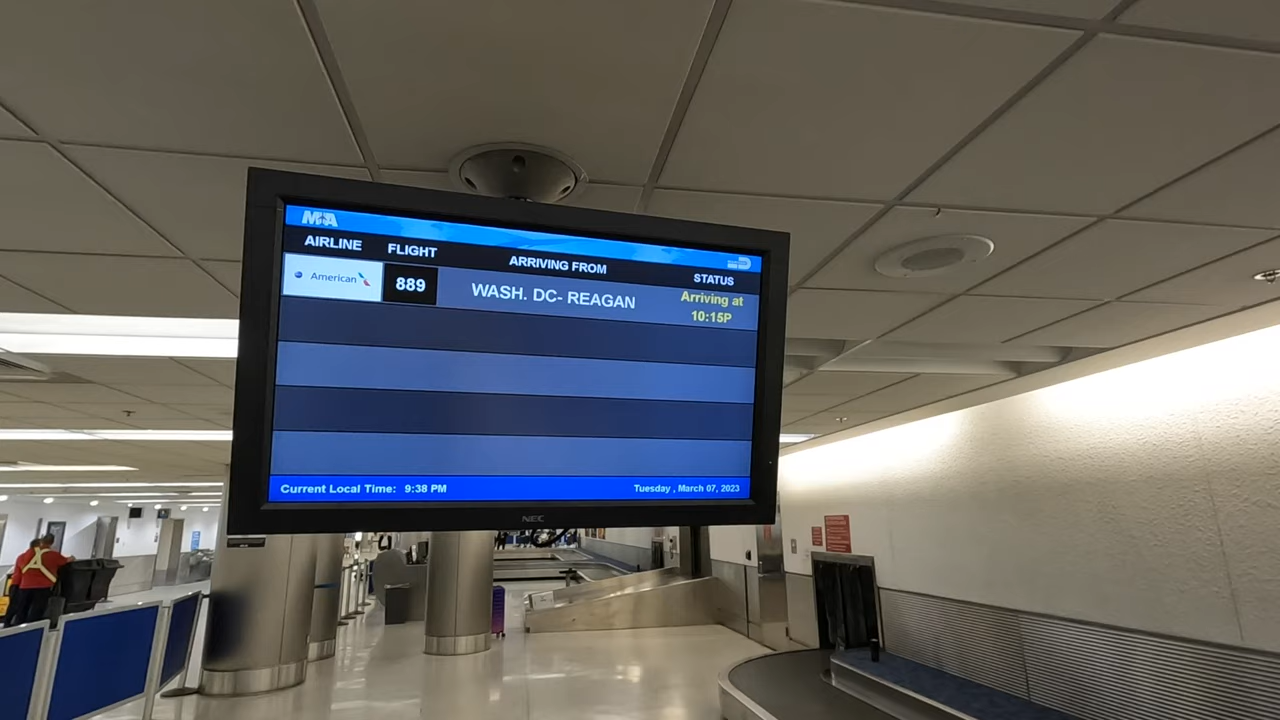 MIA
AIRLINE FLIGHT ARRIVING FROM STATUS
American 889 WASH. DC- REAGAN Arriving at
10:15P
Current Local Time: 9:38 PM Tuesday , March 07, 2023
NEC